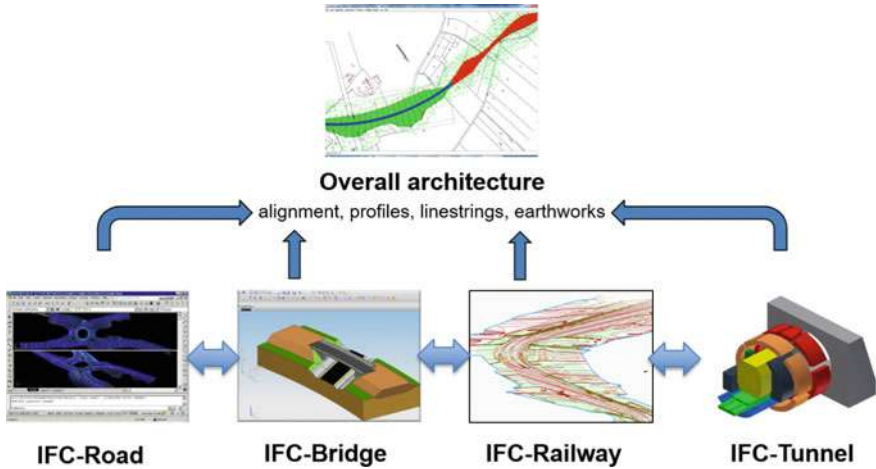 Overall architecture
alignment, profiles, linestrings, earthworks
IFC-Road
IFC-Bridge
IFC-Railway
IFC-Tunnel